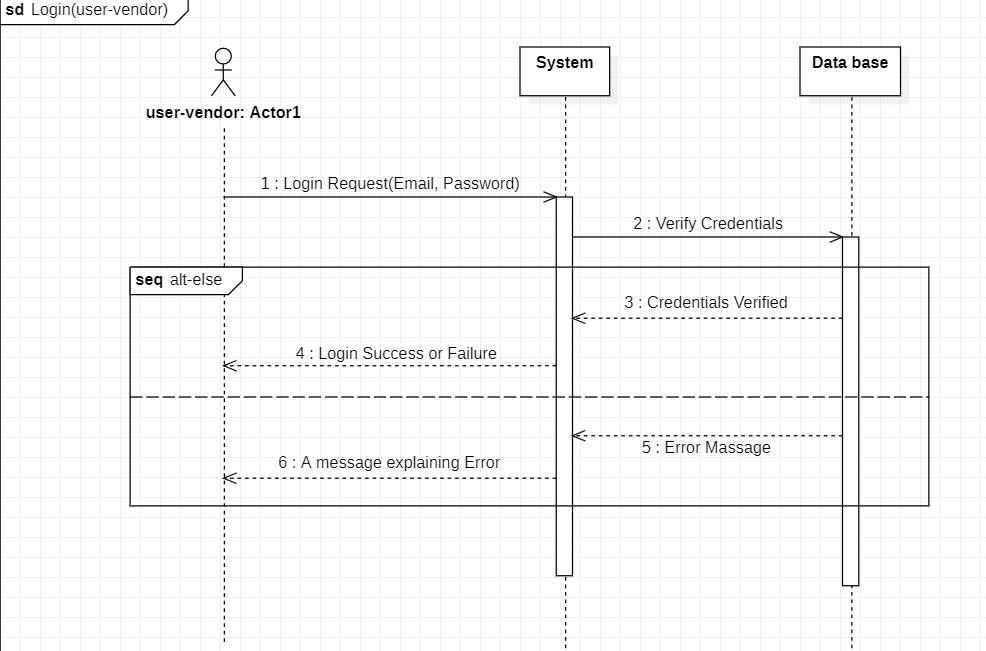 sd Login(user-vendor)
System
Data base
user-vendor: Actor1
1 : Login Request(Email, Password)
2 : Verify Credentials
seq alt-else
3 : Credentials Verified
4 : Login Success or Failure
5 : Error Massage
6 : A message explaining Error